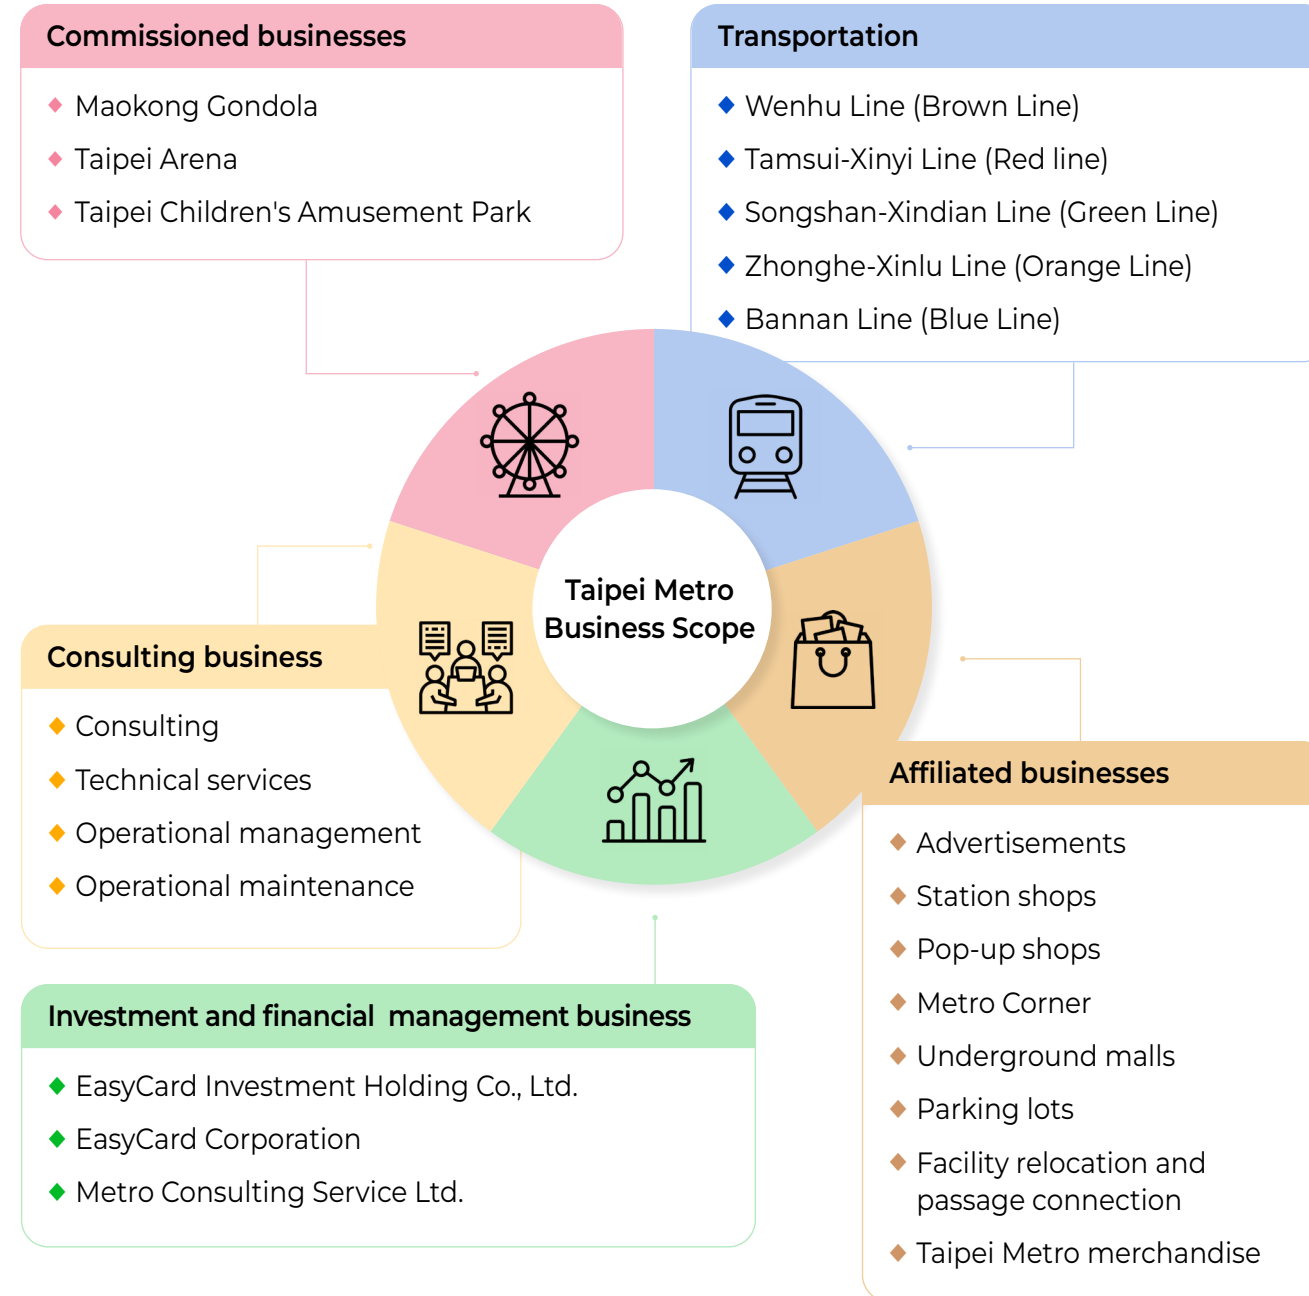 Commissioned businesses
Maokong Gondola
Taipei Arena
Taipei Children's Amusement Park
Transportation
Wenhu Line (Brown Line)
Tamsui-Xinyi Line (Red line)
Songshan-Xindian Line (Green Line)
Zhonghe-Xinlu Line (Orange Line)
Bannan Line (Blue Line)
Taipei Metro
Business Scope
Consulting business
Consulting
Technical services
Operational management
Operational maintenance
Affiliated businesses
Advertisements
Station shops
Pop-up shops
Metro Corner
Underground malls
Parking lots
Facility relocation and
passage connection
Taipei Metro merchandise
Investment and financial  management business
EasyCard Investment Holding Co., Ltd.
EasyCard Corporation
Metro Consulting Service Ltd.